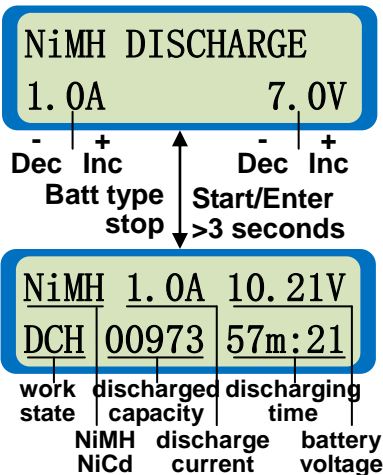 NiMH DISCHARGE
1.0A 7.0V
- + - +
Dec Inc Dec Inc
Batt type Start/Enter
stop >3 seconds
NiMH 1.0A 10.21V
DCH 00973 57m:21
work discharged discharging
state capacity time
NiMH discharge battery
NiCd current voltage